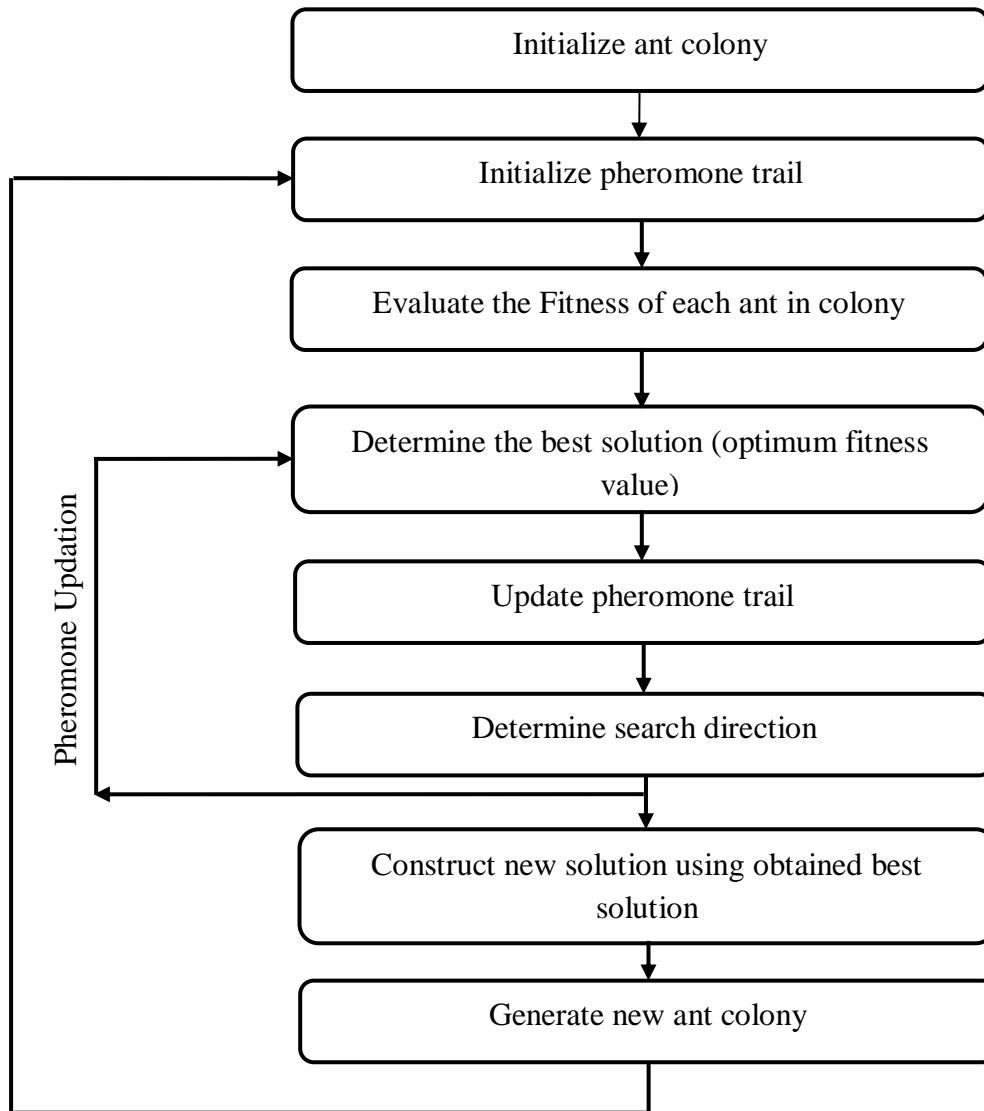 Initialize ant colony
Initialize pheromone trail
Evaluate the Fitness of each ant in colony
Determine the best solution (optimum fitness
value)
Pheromone Updation
Update pheromone trail
Determine search direction
Construct new solution using obtained best
solution
Generate new ant colony